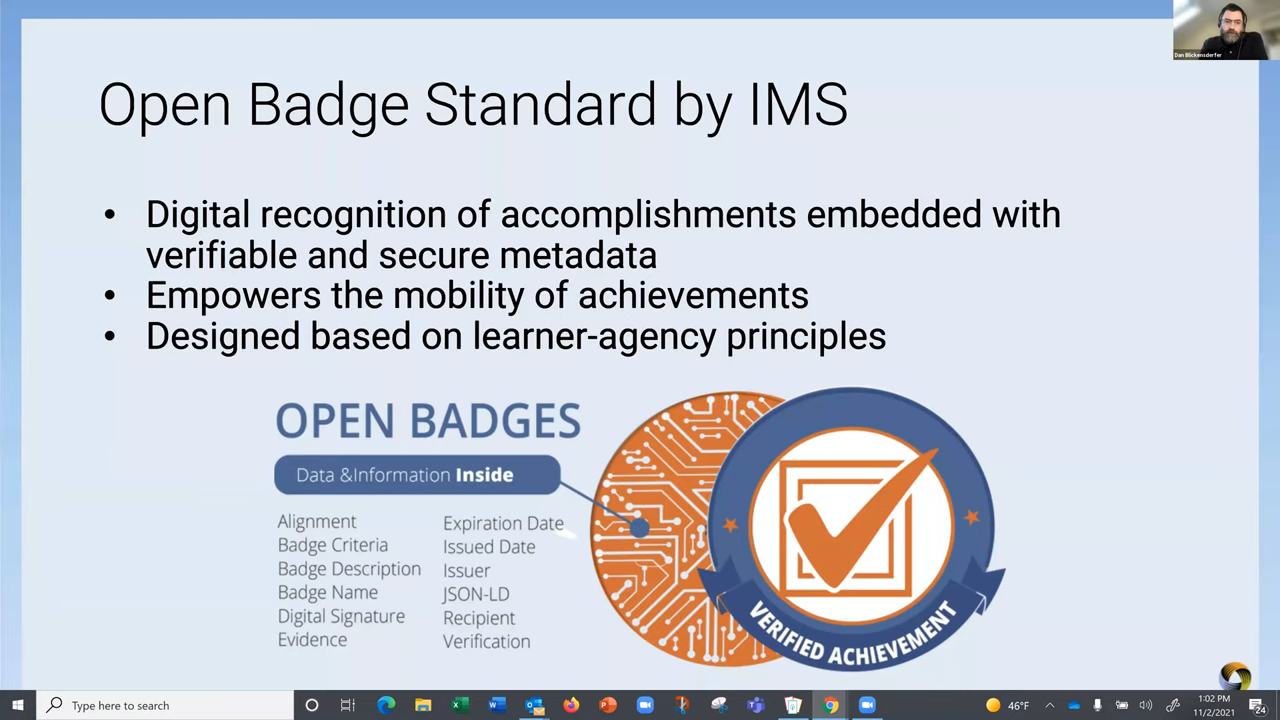 Dan Blickensderfer
Open Badge Standard by IMS
• Digital recognition of accomplishments embedded with
verifiable and secure metadata
• Empowers the mobility of achievements
• Designed based on learner-agency principles
OPEN BADGES
Data &Information Inside
Alignment
Badge Criteria
Badge Description
Badge Name
Digital Signature
Evidence
Expiration Date
Issued Date
Issuer
JSON-LD
Recipient
Verification
VERIFIED ACHIEVEMENT
Type here to search
46°F
1:02 PM
11/2/2021
24